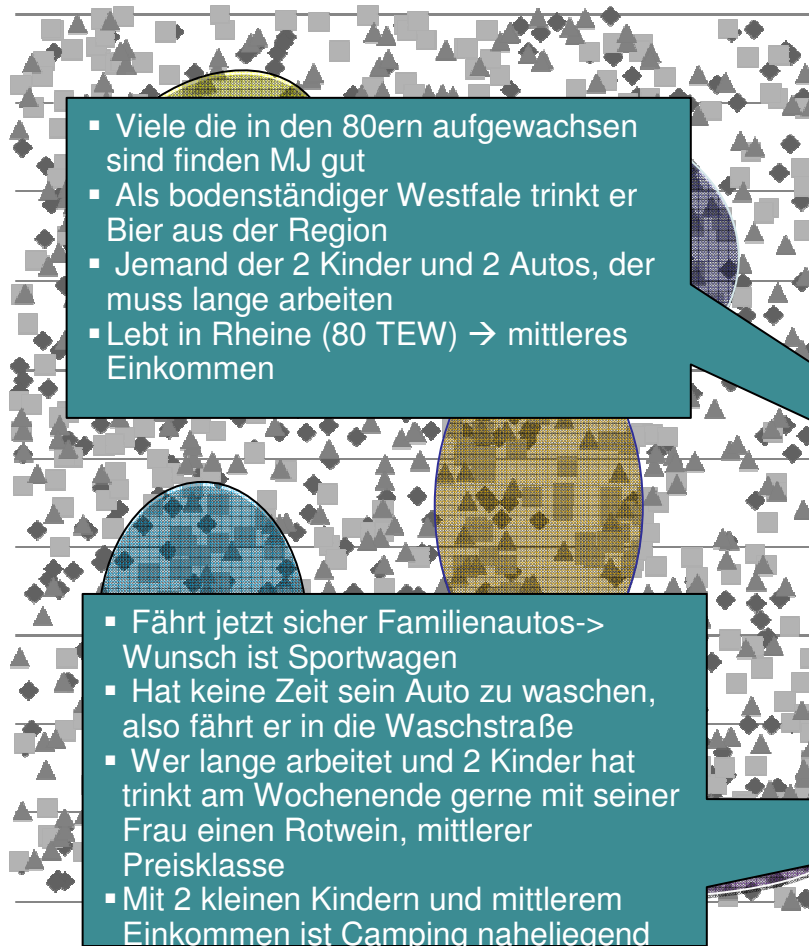 ▪ Viele die in den 80ern aufgewachsen
sind finden MJ gut
▪ Als bodenständiger Westfale trinkt er
Bier aus der Region
▪ Jemand der 2 Kinder und 2 Autos, der
muss lange arbeiten
▪ Lebt in Rheine (80 TEW) → mittleres
Einkommen
▪ Fährt jetzt sicher Familienautos->
Wunsch ist Sportwagen
▪ Hat keine Zeit sein Auto zu waschen,
also fährt er in die Waschstraße
▪ Wer lange arbeitet und 2 Kinder hat
trinkt am Wochenende gerne mit seiner
Frau einen Rotwein, mittlerer
Preisklasse
▪ Mit 2 kleinen Kindern und mittlerem
Einkommen ist Camping naheliegend